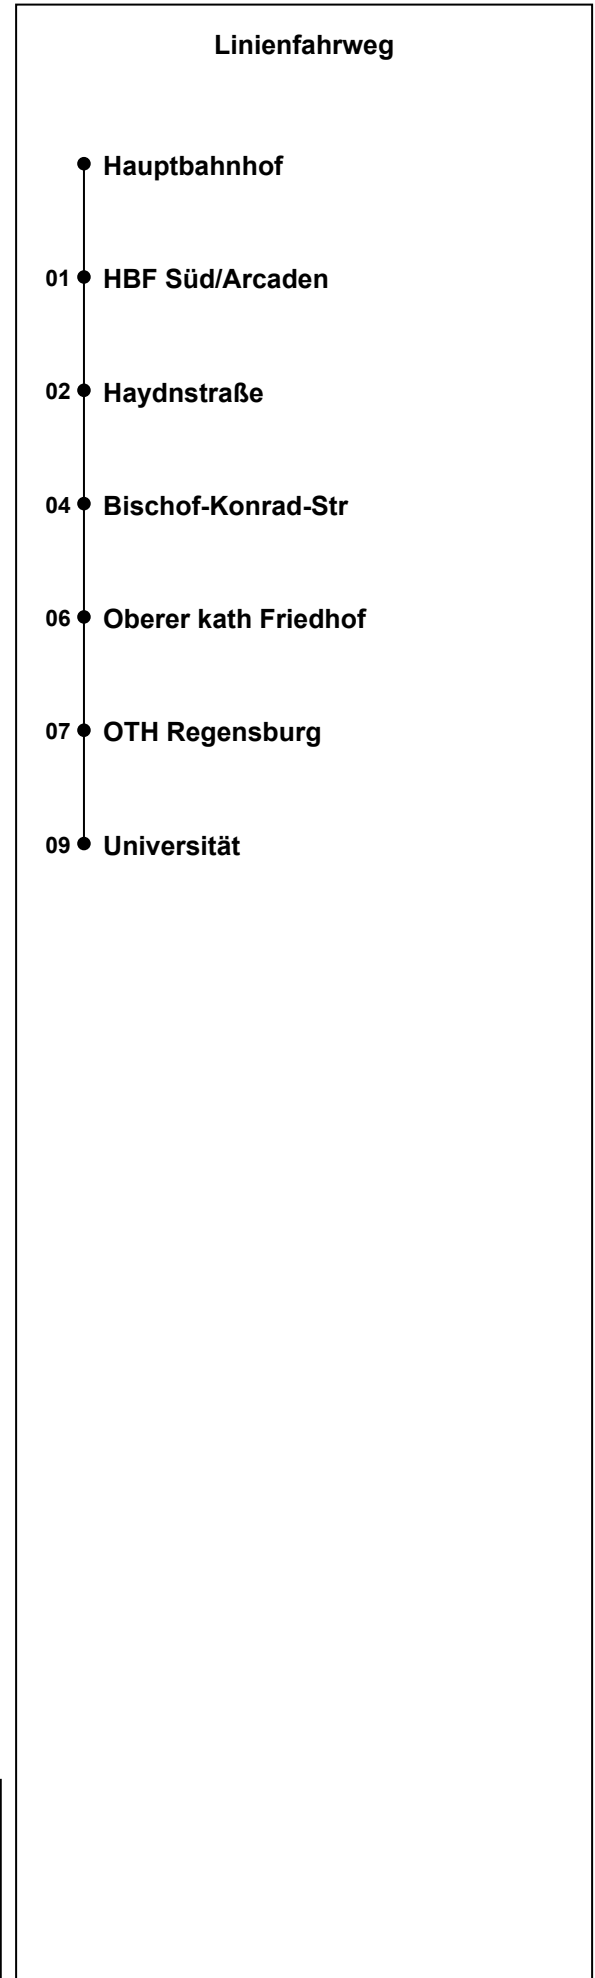 Linienfahrweg
Hauptbahnhof
01 HBF Süd/Arcaden
02 Haydnstraße
04 Bischof-Konrad-Str
06 Oberer kath Friedhof
07 OTH Regensburg
09 Universität